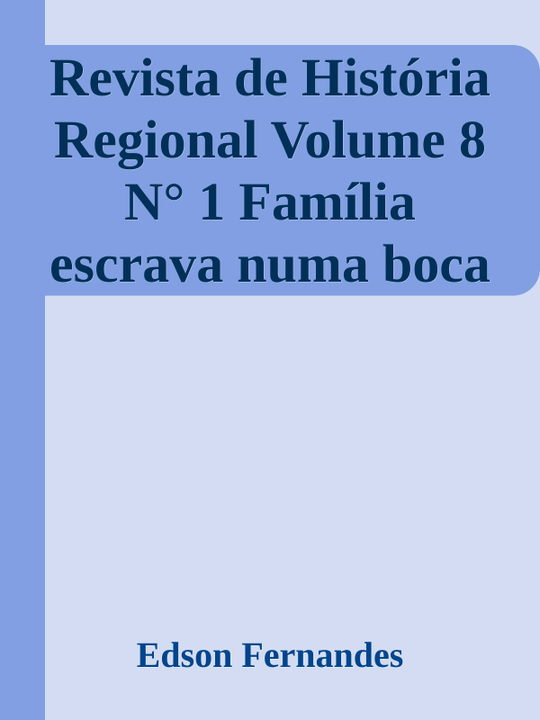 Revista de História
Regional Volume 8
N° 1 Família
escrava numa boca
Edson Fernandes